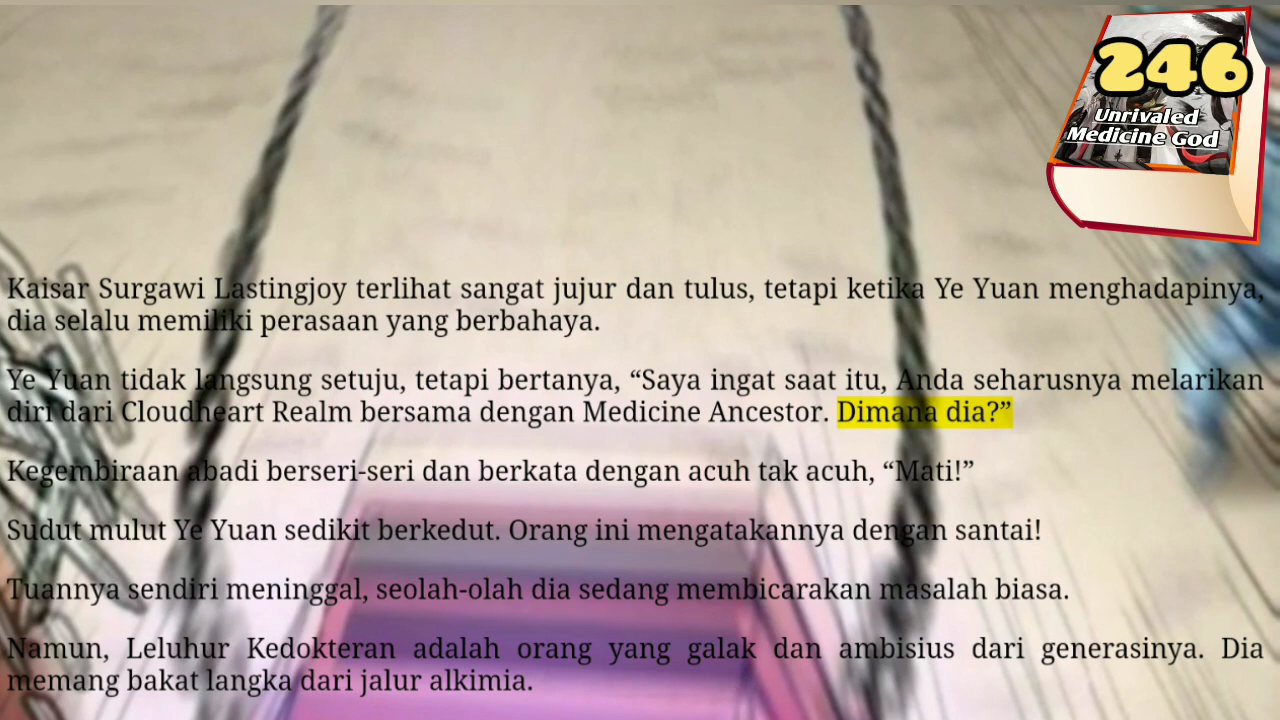 246
Unrivaled
Medicine God
Kaisar Surgawi Lastingjoy terlihat sangat jujur dan tulus, tetapi ketika Ye Yuan menghadapinya,
dia selalu memiliki perasaan yang berbahaya.
Ye Yuan tidak langsung setuju, tetapi bertanya, “Saya ingat saat itu, Anda seharusnya melarikan
diri dari Cloudheart Realm bersama dengan Medicine Ancestor. Dimana dia?”
Kegembiraan abadi berseri-seri dan berkata dengan acuh tak acuh, “Mati!”
Sudut mulut Ye Yuan sedikit berkedut. Orang ini mengatakannya dengan santai!
Tuannya sendiri meninggal, seolah-olah dia sedang membicarakan masalah biasa.
Namun, Leluhur Kedokteran adalah orang yang galak dan ambisius dari generasinya. Dia
memang bakat langka dari jalur alkimia.